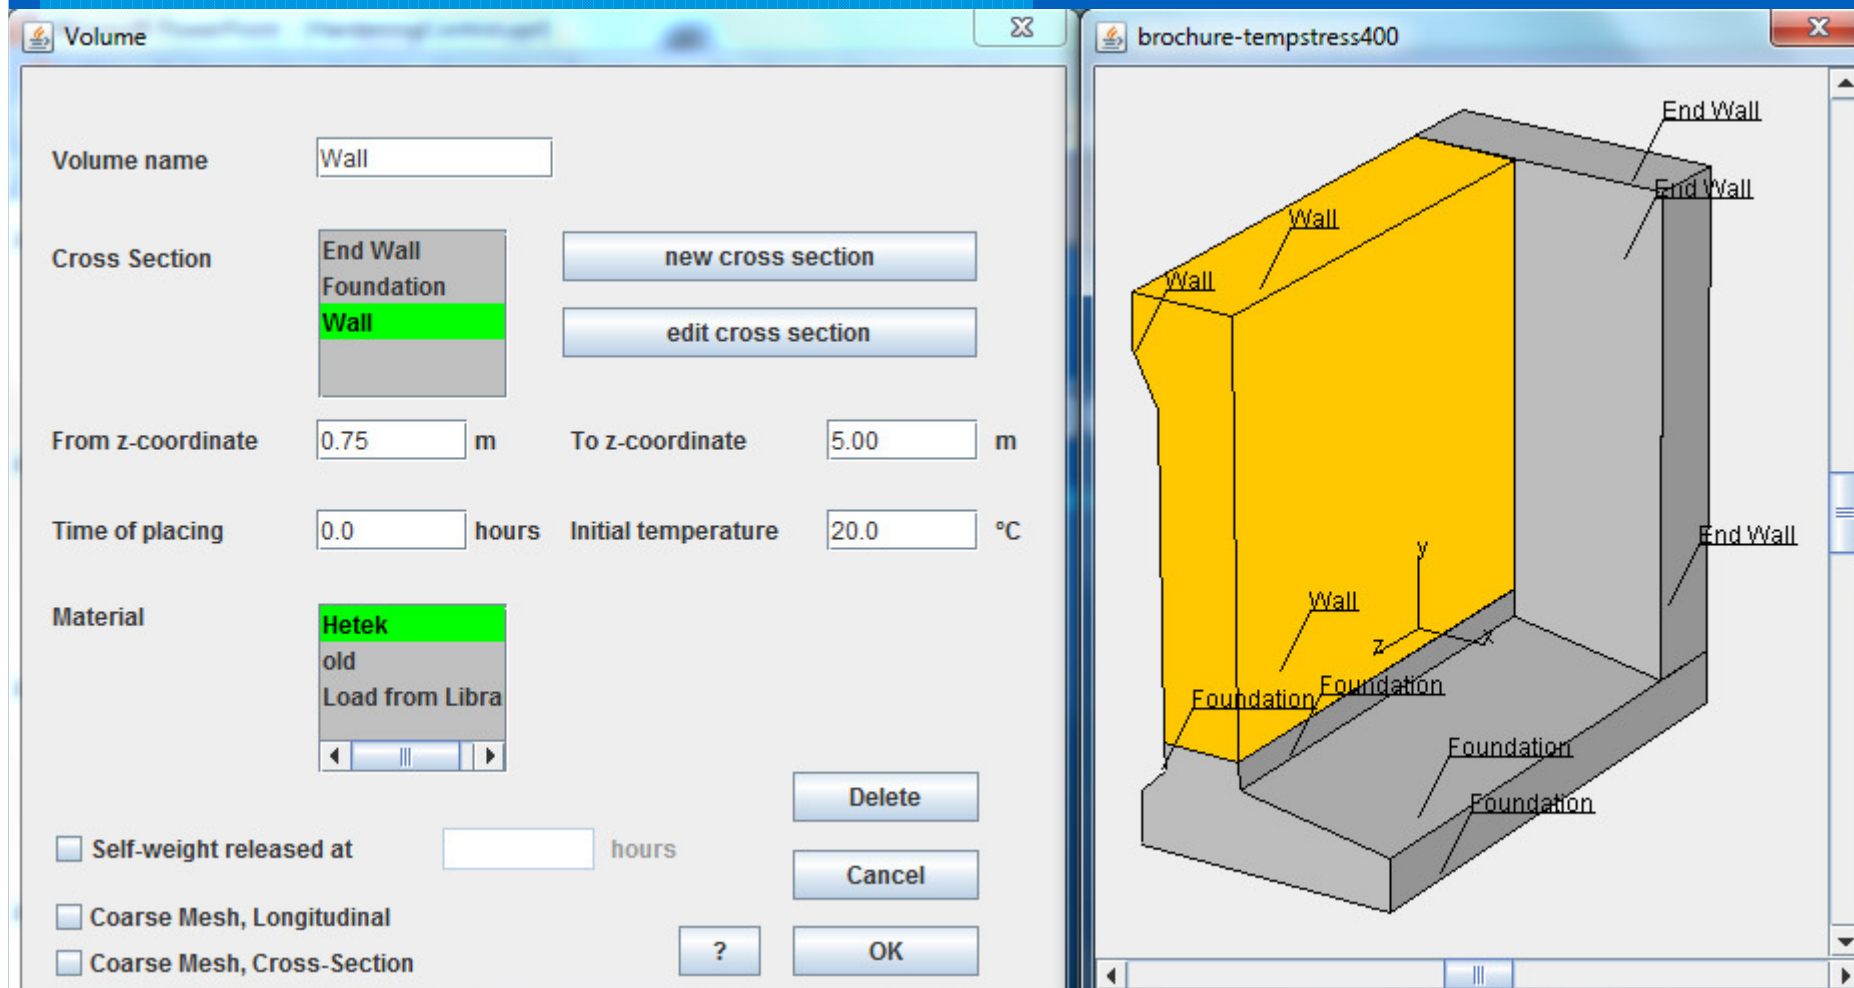 Volume
Volume name
Wall
Cross Section
End Wall
Foundation
Wall
new cross section
edit cross section
From z-coordinate
0.75
m
To z-coordinate
5.00
m
Time of placing
0.0
hours
Initial temperature
20.0
°C
Material
Hetek
old
Load from Libra
Self-weight released at
hours
Delete
Cancel
Coarse Mesh, Longitudinal
Coarse Mesh, Cross-Section
?
OK
brochure-tempstress400
End Wall
End Wall
Wall
Wall
End Wall
y
Wall
z
x
Foundation
Foundation
Foundation
Foundation